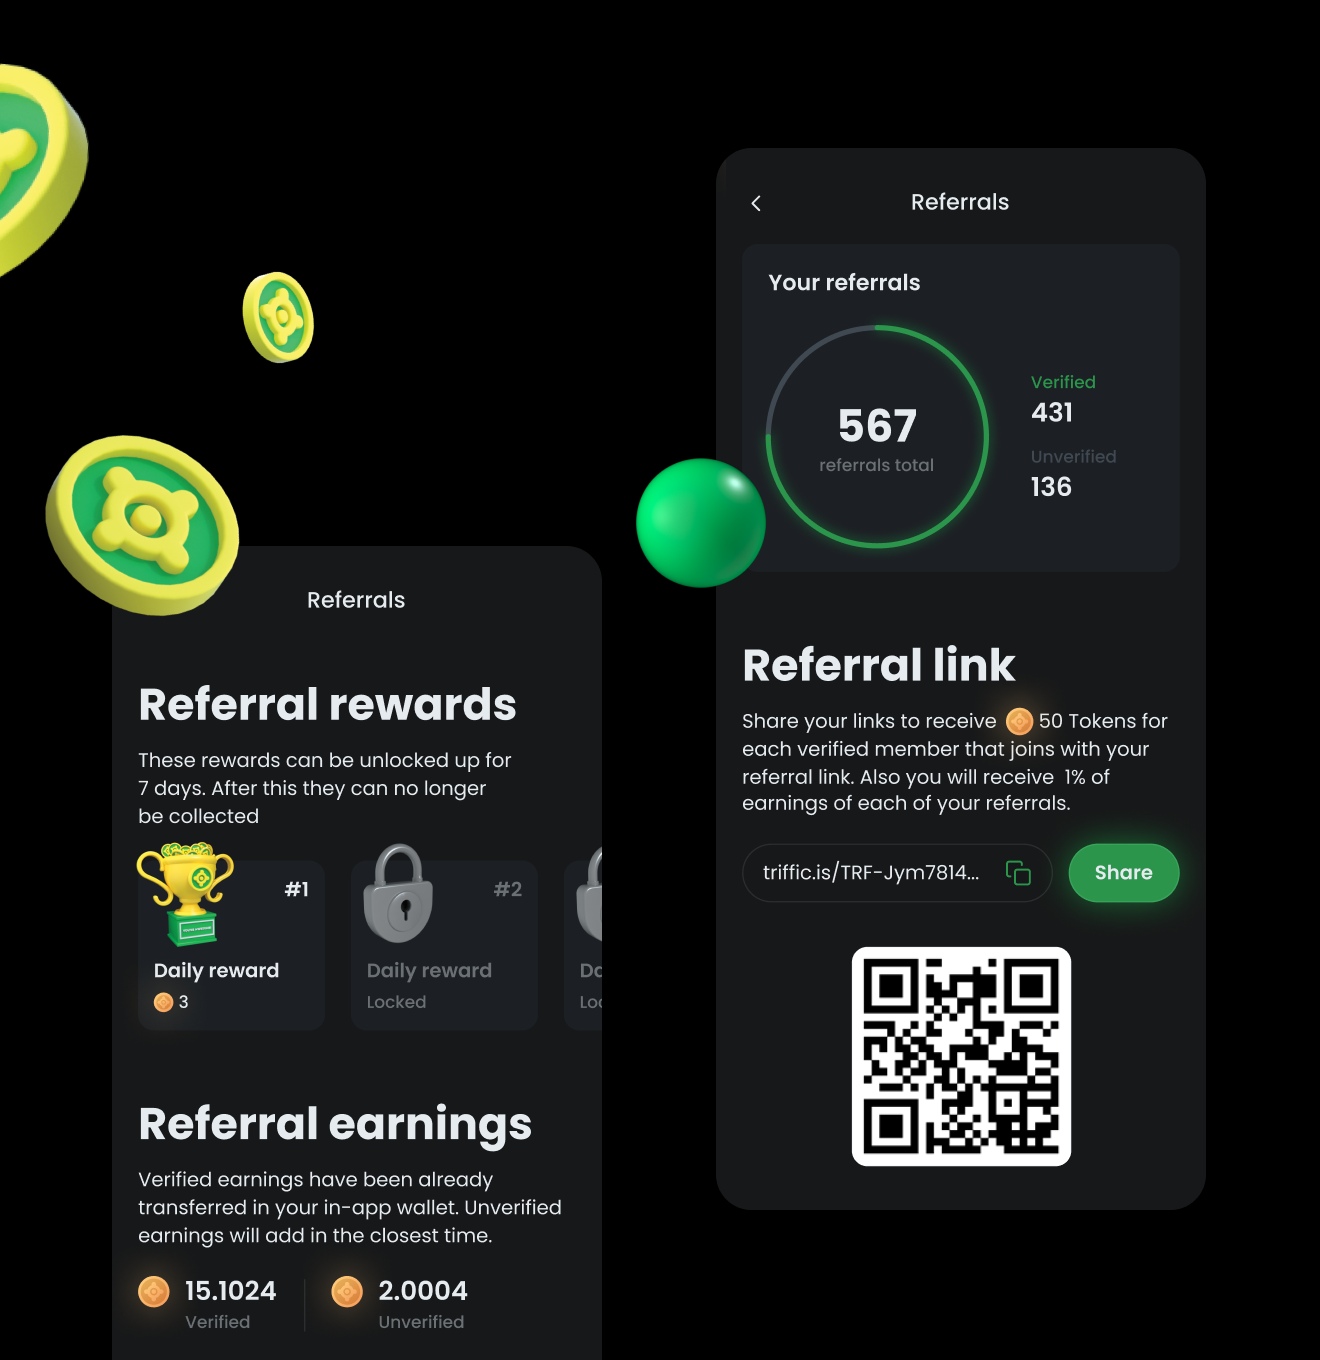 Referrals
Referral rewards
These rewards can be unlocked up for
7 days. After this they can no longer
be collected
#1
Daily reward
3
#2
Daily reward
Locked
Da
Loc
Referral earnings
Verified earnings have been already
transferred in your in-app wallet. Unverified
earnings will add in the closest time.
15.1024
Verified
2.0004
Unverified
Referrals
Your referrals
567
referrals total
Verified
431
Unverified
136
Referral link
Share your links to receive 50 Tokens for
each verified member that joins with your
referral link. Also you will receive 1% of
earnings of each of your referrals.
triffic.is/TRF-Jym7814...
Share